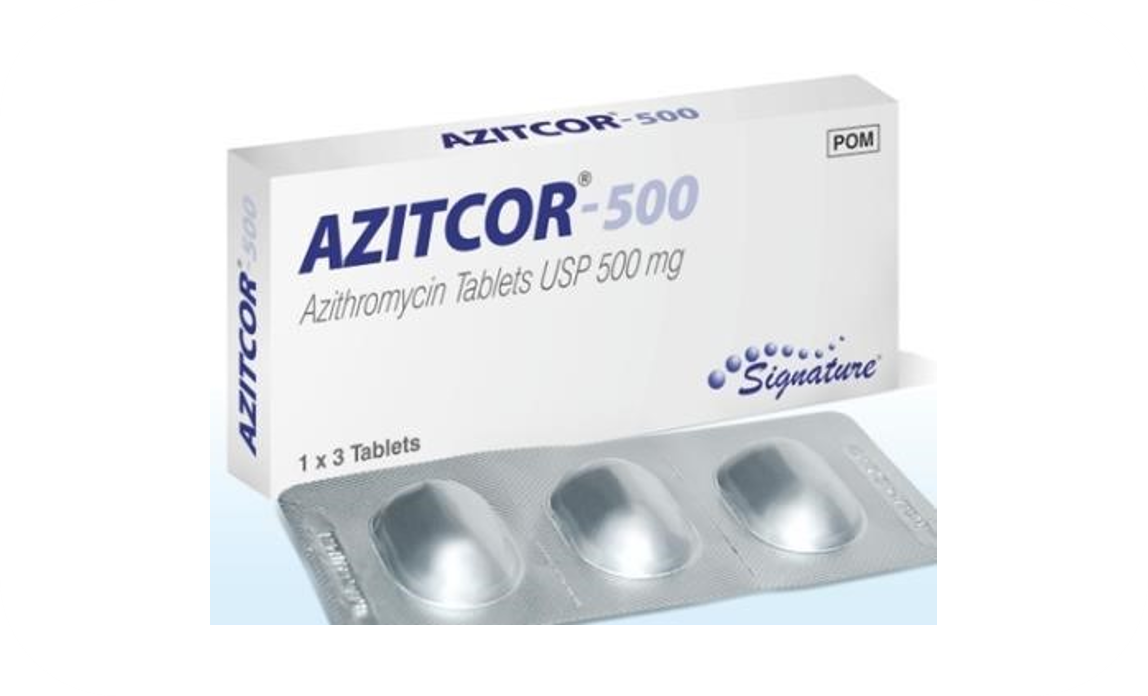 AZITCOR®-500
POM
AZITCOR®-500
Azithromycin Tablets USP 500 mg
AZITCOR®-500
Signature®
1 x 3 Tablets